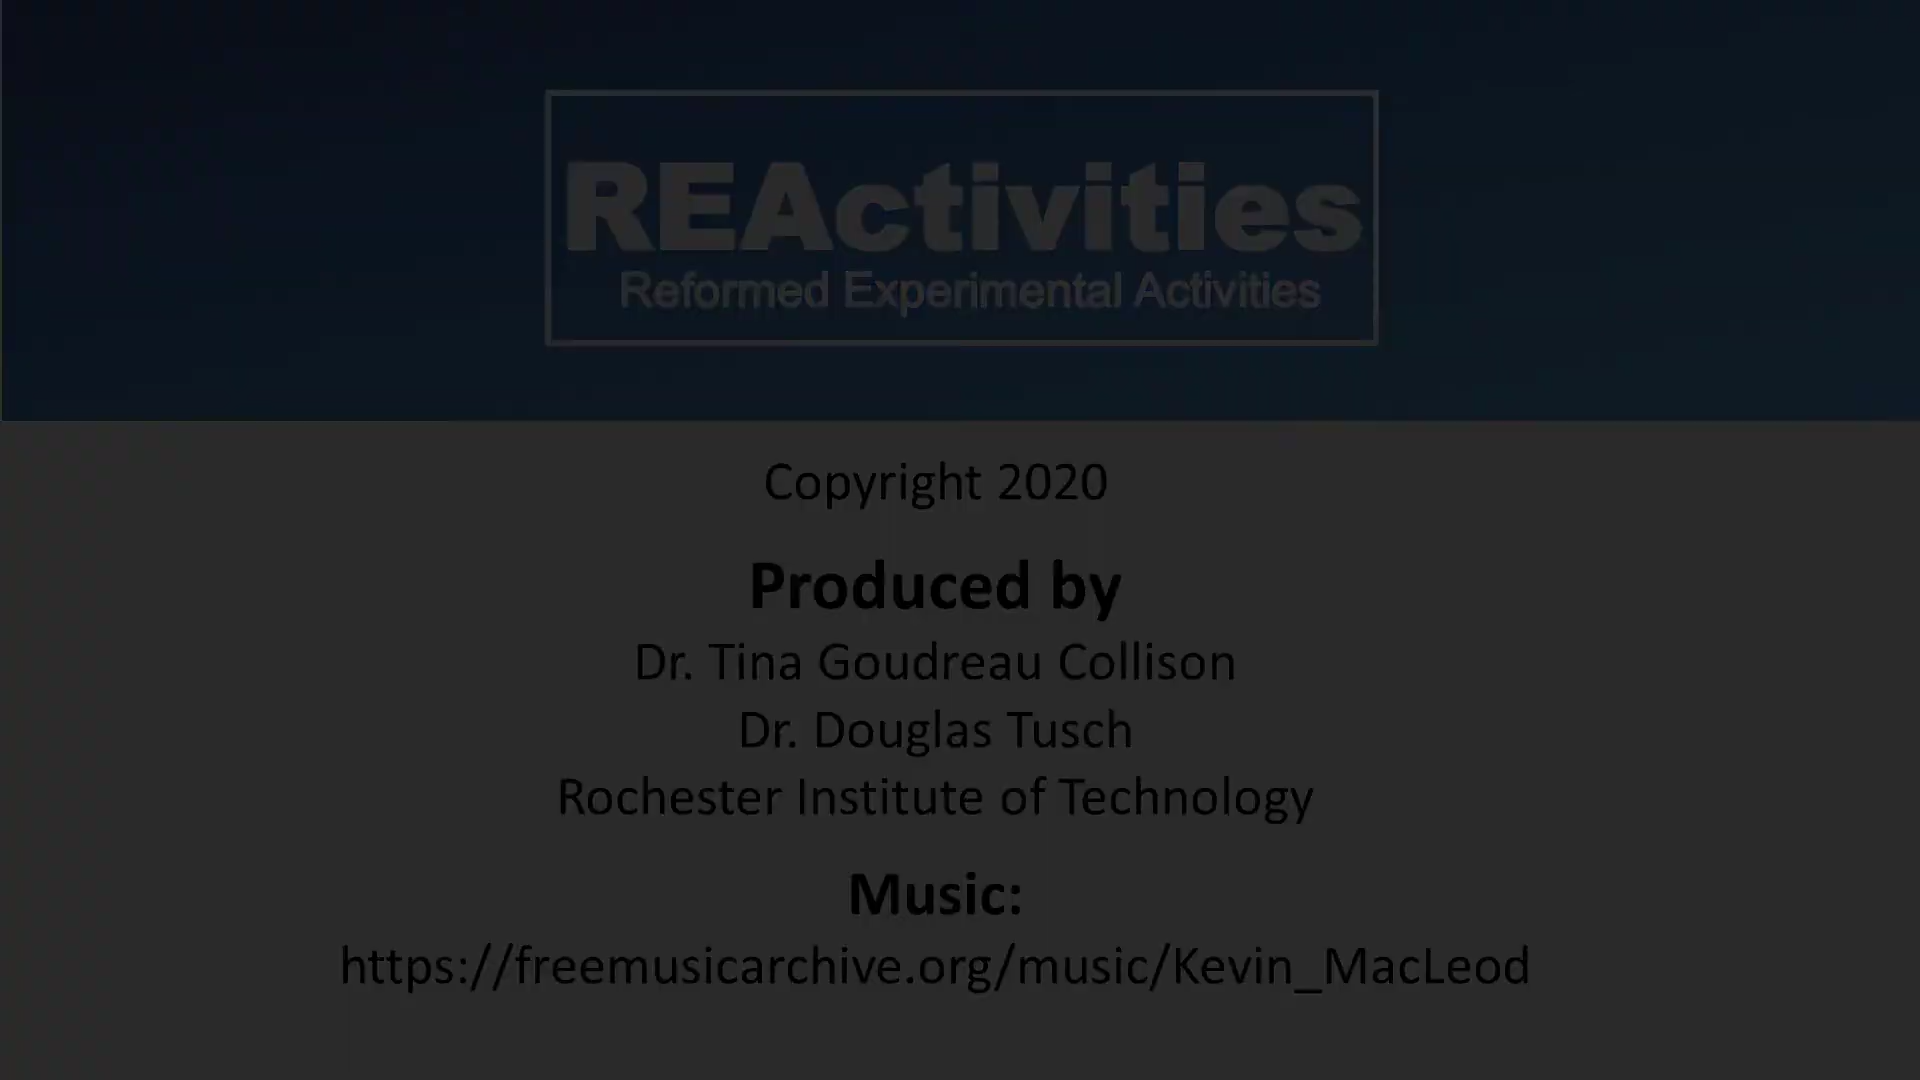 REActivities
Reformed Experimental Activities
Copyright 2020
Produced by
Dr. Tina Goudreau Collison
Dr. Douglas Tusch
Rochester Institute of Technology
Music:
https://freemusicarchive.org/music/Kevin_MacLeod